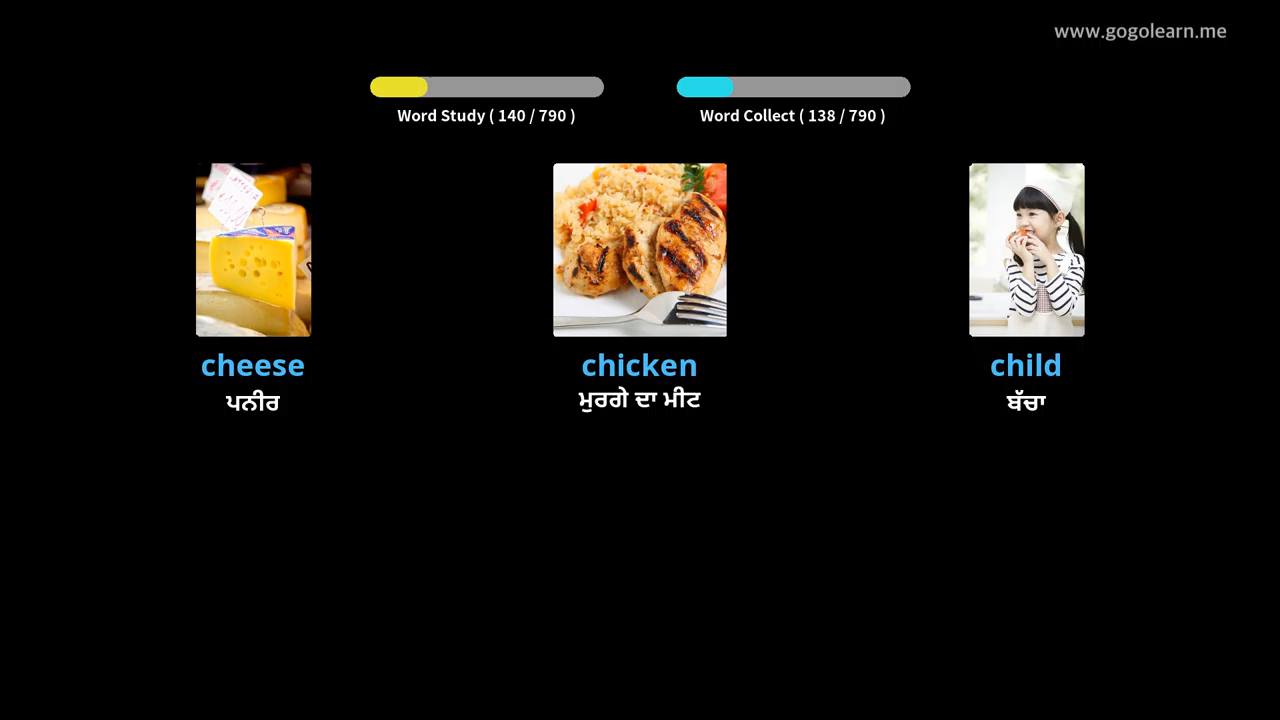 www.gogolearn.me
Word Study ( 140 / 790 )
Word Collect ( 138 / 790 )
cheese
ਪਨੀਰ
chicken
ਮੁਰਗੇ ਦਾ ਮੀਟ
child
ਬੱਚਾ